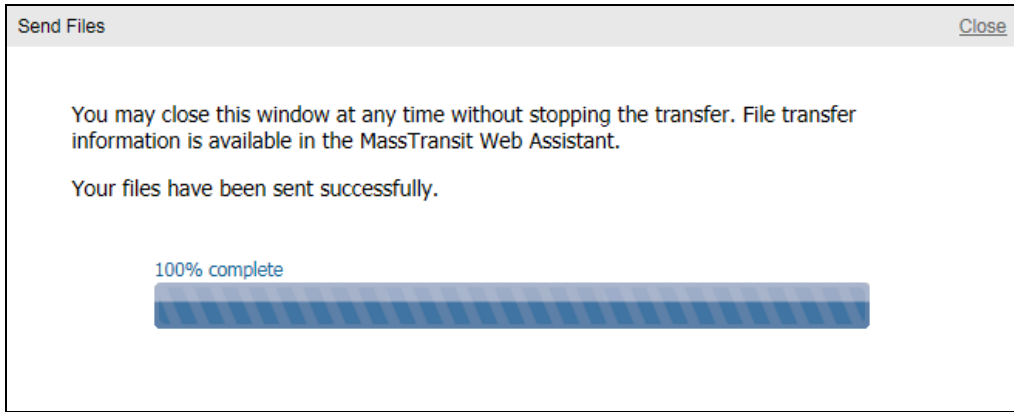 Send Files
Close
You may close this window at any time without stopping the transfer. File transfer
information is available in the MassTransit Web Assistant.
Your files have been sent successfully.
100% complete